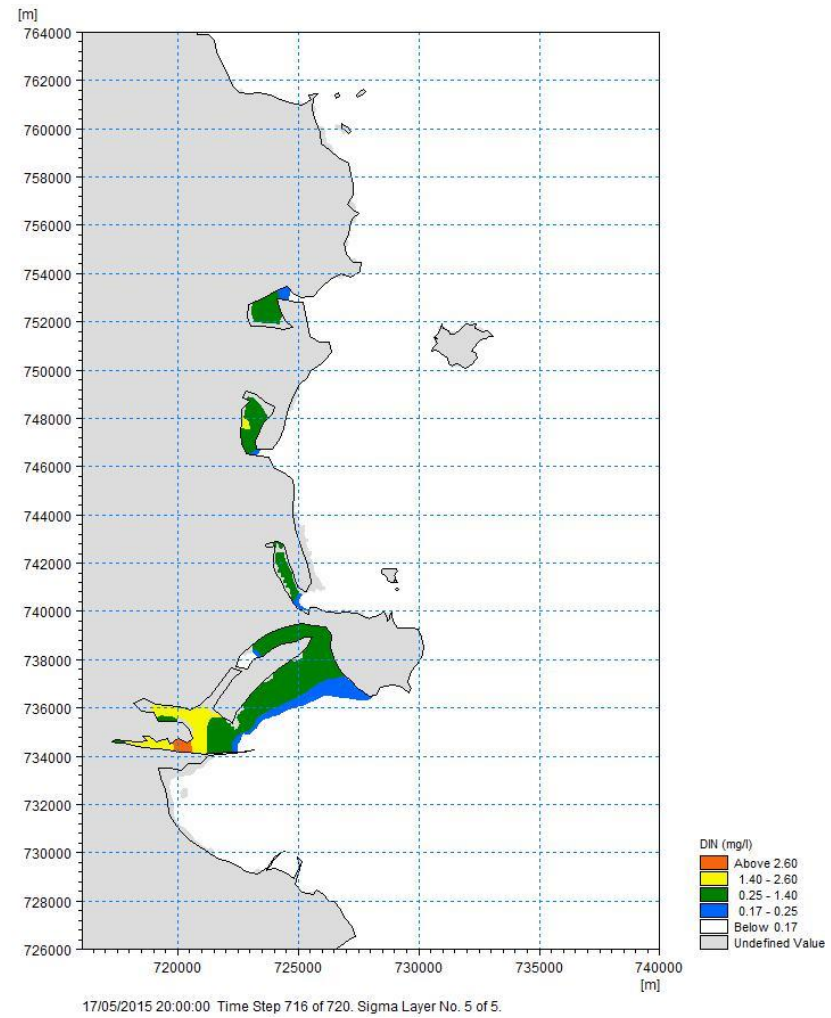 [m]
764000
762000
760000
758000
756000
754000
752000
750000
748000
746000
744000
742000
740000
738000
736000
734000
732000
730000
728000
726000
720000 725000 730000 735000 740000
[m]
DIN (mg/l)
Above 2.60
1.40 - 2.60
0.25 - 1.40
0.17 - 0.25
Below 0.17
Undefined Value
17/05/2015 20:00:00 Time Step 716 of 720. Sigma Layer No. 5 of 5.